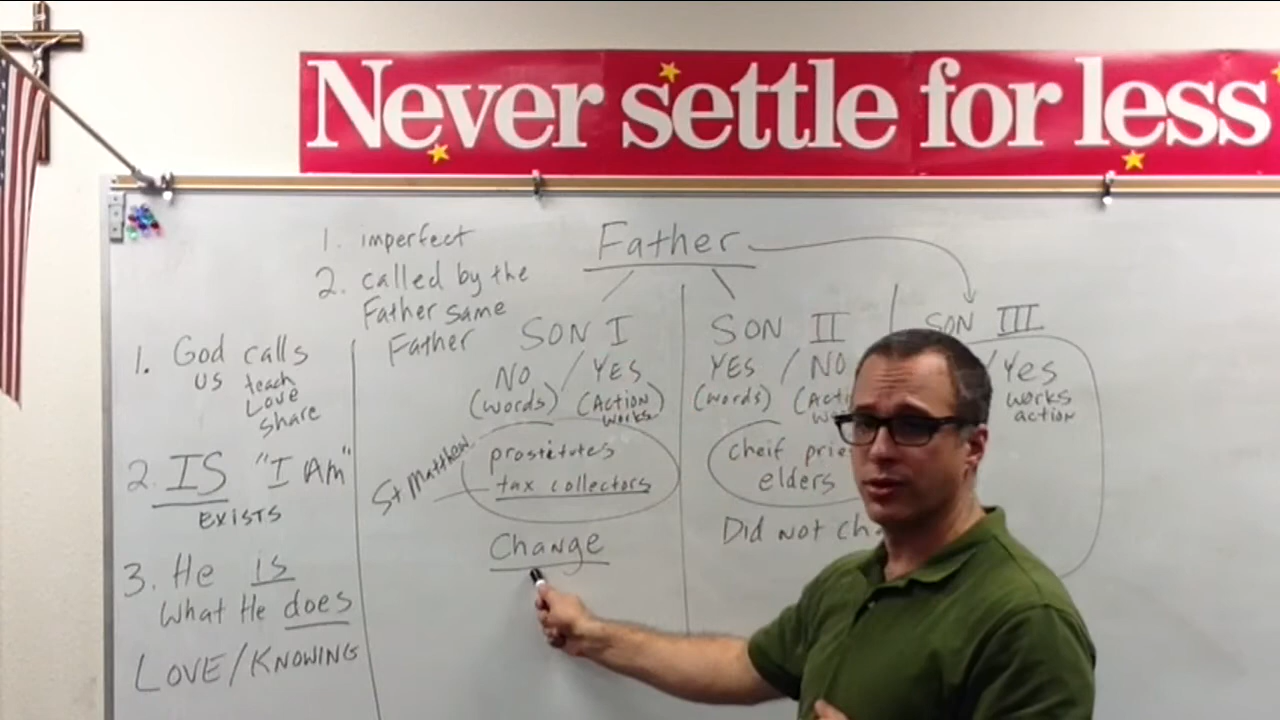 Never settle for less
1. imperfect
2. called by the
Father same
Father
Father
1. God calls
us teach
Love
share
2. IS "I AM"
EXISTS
3. He is
What He does
LOVE/KNOWING
SON I
NO / YES
(words) (ACTION)
works
St Matthew
prostitutes
tax collectors
Change
SON II
YES / NO
(words)
cheif
elders
Did not
SON III
/ Yes
works
action